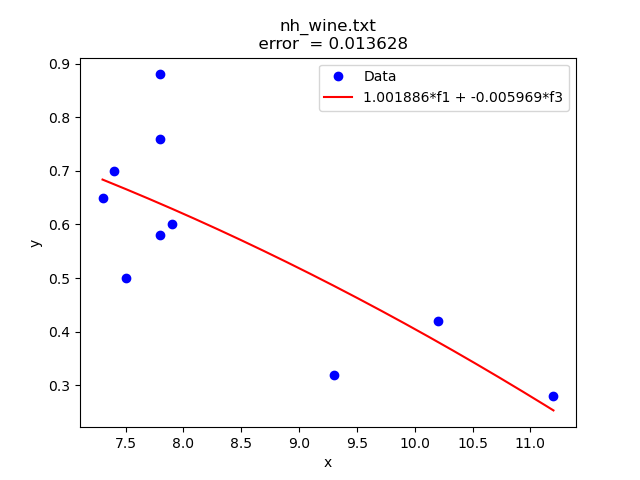 nh_wine.txt
error = 0.013628
Data
1.001886*f1 + -0.005969*f3
0.9
0.8
0.7
0.6
0.5
0.4
0.3
y
7.5 8.0 8.5 9.0 9.5 10.0 10.5 11.0
x